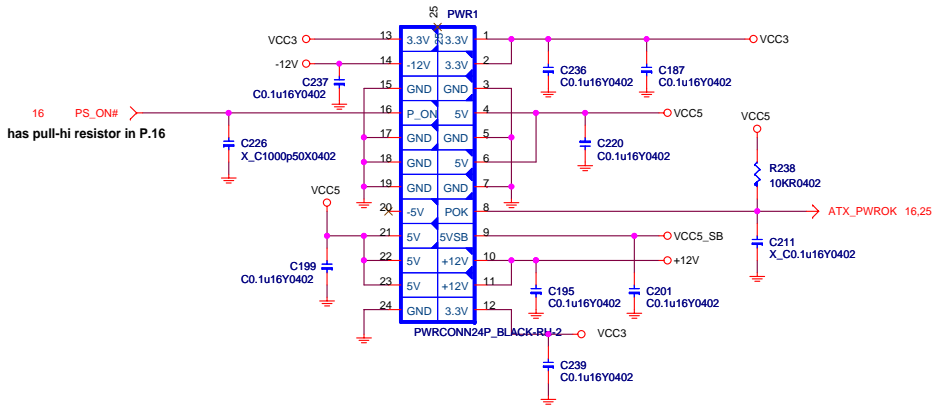 25
PWR1
25
VCC3
13
3.3V
3.3V
1
VCC3
-12V
14
-12V
3.3V
2
C236
C0.1u16Y0402
C187
C0.1u16Y0402
C237
C0.1u16Y0402
15
GND
GND
3
16
PS_ON#
16
P_ON
5V
4
VCC5
VCC5
has pull-hi resistor in P.16
17
GND
GND
5
C226
X_C1000p50X0402
C220
C0.1u16Y0402
18
GND
5V
6
R238
10KR0402
19
GND
GND
7
VCC5
20
-5V
POK
8
ATX_PWROK
16,25
21
5V
5VSB
9
VCC5_SB
C211
X_C0.1u16Y0402
22
5V
+12V
10
+12V
C199
C0.1u16Y0402
23
5V
+12V
11
C195
C0.1u16Y0402
C201
C0.1u16Y0402
24
GND
3.3V
12
PWRCONN24P_BLACK-RH-2
VCC3
C239
C0.1u16Y0402